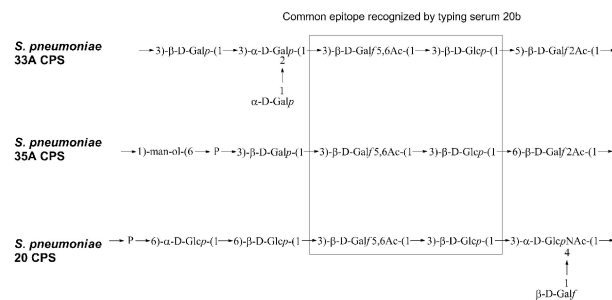 Common epitope recognized by typing serum 20b
S. pneumoniae
33A CPS
→3)-β-D-Galp-(1→3)-α-D-Galp-(1→3)-β-D-Galf5,6Ac-(1→3)-β-D-Glcp-(1→5)-β-D-Galf2Ac-(1→
2
↑
1
α-D-Galp
S. pneumoniae
35A CPS
→1)-man-ol-(6→P→3)-β-D-Galp-(1→3)-β-D-Galf5,6Ac-(1→3)-β-D-Glcp-(1→6)-β-D-Galf2Ac-(1→
S. pneumoniae
20 CPS
→P→6)-α-D-Glcp-(1→6)-β-D-Glcp-(1→3)-β-D-Galf5,6Ac-(1→3)-β-D-Glcp-(1→3)-α-D-GlcpNAc-(1→
4
↑
1
β-D-Galf